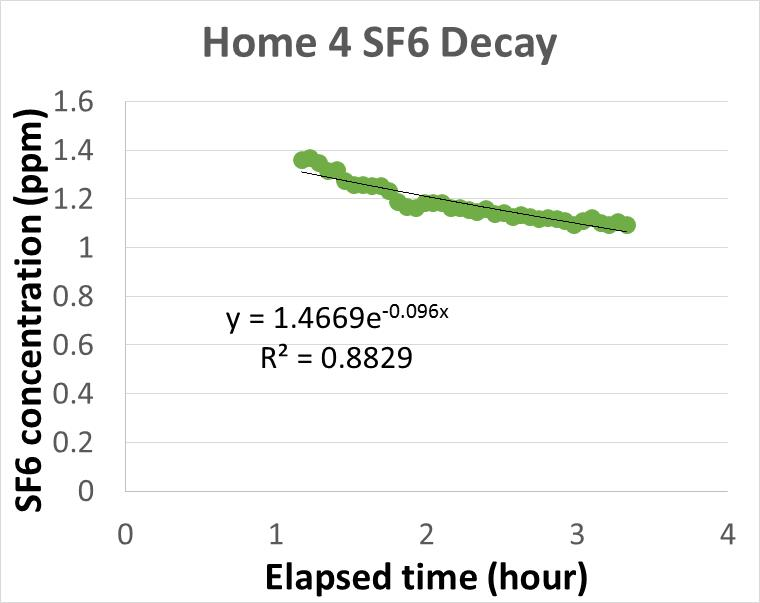 Home 4 SF6 Decay
SF6 concentration (ppm)
1.6
1.4
1.2
1
0.8
0.6
0.4
0.2
0
y = 1.4669e^-0.096x
R² = 0.8829
0 1 2 3 4
Elapsed time (hour)